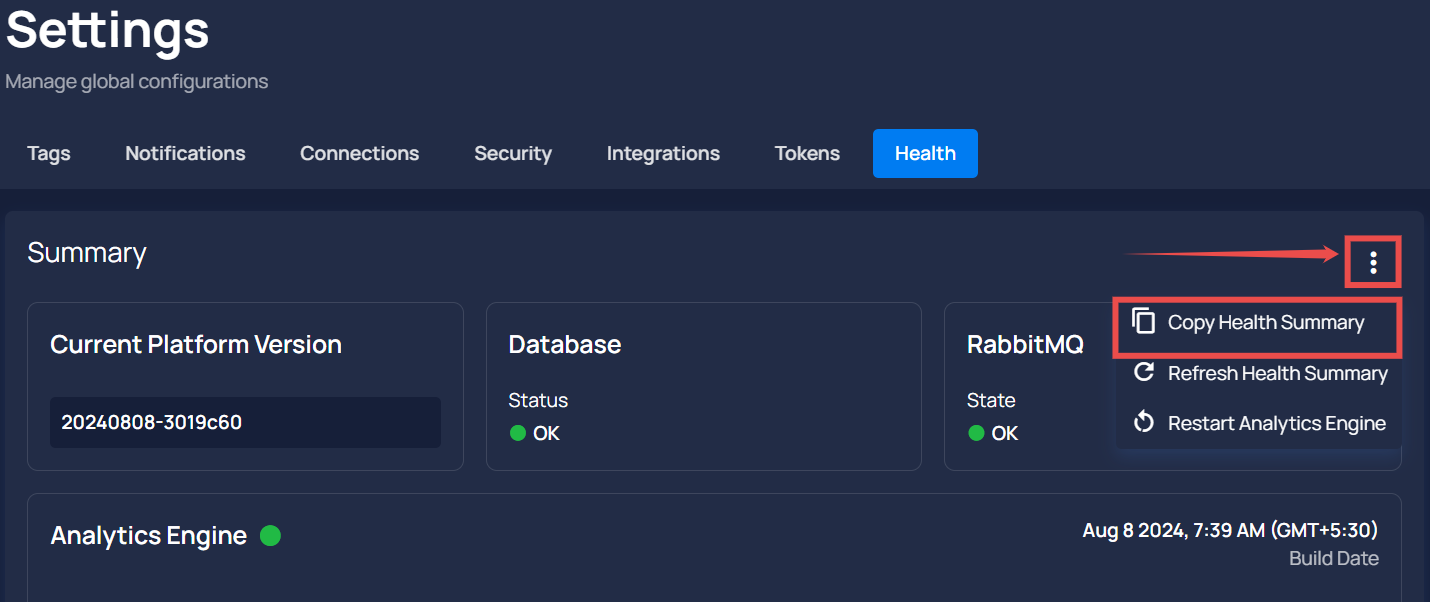 Settings
Manage global configurations
Tags Notifications Connections Security Integrations Tokens Health
Summary
Current Platform Version
20240808-3019c60
Database
Status
OK
RabbitMQ
State
OK
Copy Health Summary
Refresh Health Summary
Restart Analytics Engine
Analytics Engine
Aug 8 2024, 7:39 AM (GMT+5:30)
Build Date